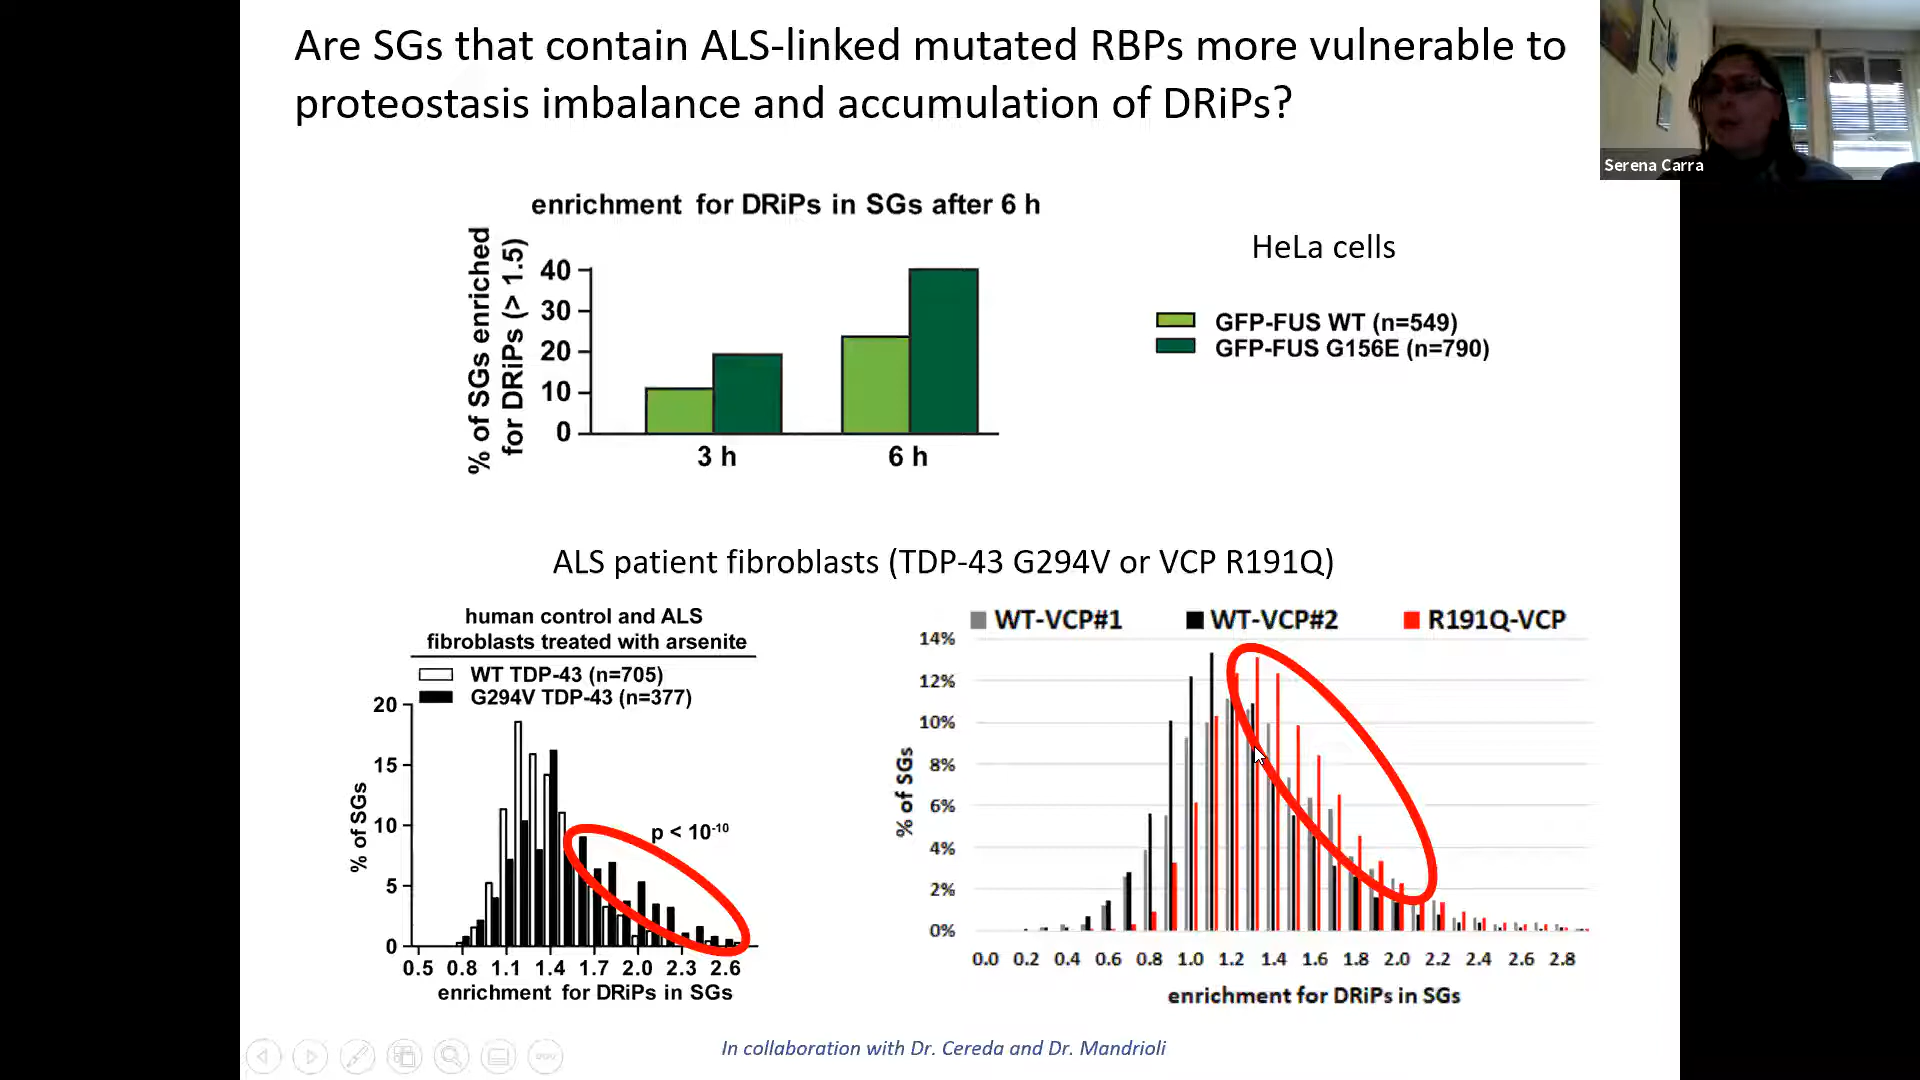 Are SGs that contain ALS-linked mutated RBPs more vulnerable to
proteostasis imbalance and accumulation of DRiPs?
Serena Carra
enrichment for DRiPs in SGs after 6 h
% of SGs enriched
for DRiPs (> 1.5)
40
30
20
10
0
3 h
6 h
HeLa cells
GFP-FUS WT (n=549)
GFP-FUS G156E (n=790)
ALS patient fibroblasts (TDP-43 G294V or VCP R191Q)
human control and ALS
fibroblasts treated with arsenite
WT TDP-43 (n=705)
G294V TDP-43 (n=377)
p < 10-10
% of SGs
20
15
10
5
0
0.5 0.8 1.1 1.4 1.7 2.0 2.3 2.6
enrichment for DRiPs in SGs
WT-VCP#1 WT-VCP#2 R191Q-VCP
% of SGs
14%
12%
10%
8%
6%
4%
2%
0%
0.0 0.2 0.4 0.6 0.8 1.0 1.2 1.4 1.6 1.8 2.0 2.2 2.4 2.6 2.8
enrichment for DRiPs in SGs
In collaboration with Dr. Cereda and Dr. Mandrioli